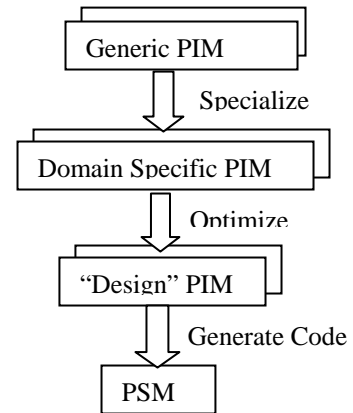 Generic PIM
Specialize
Domain Specific PIM
Optimize
“Design” PIM
Generate Code
PSM